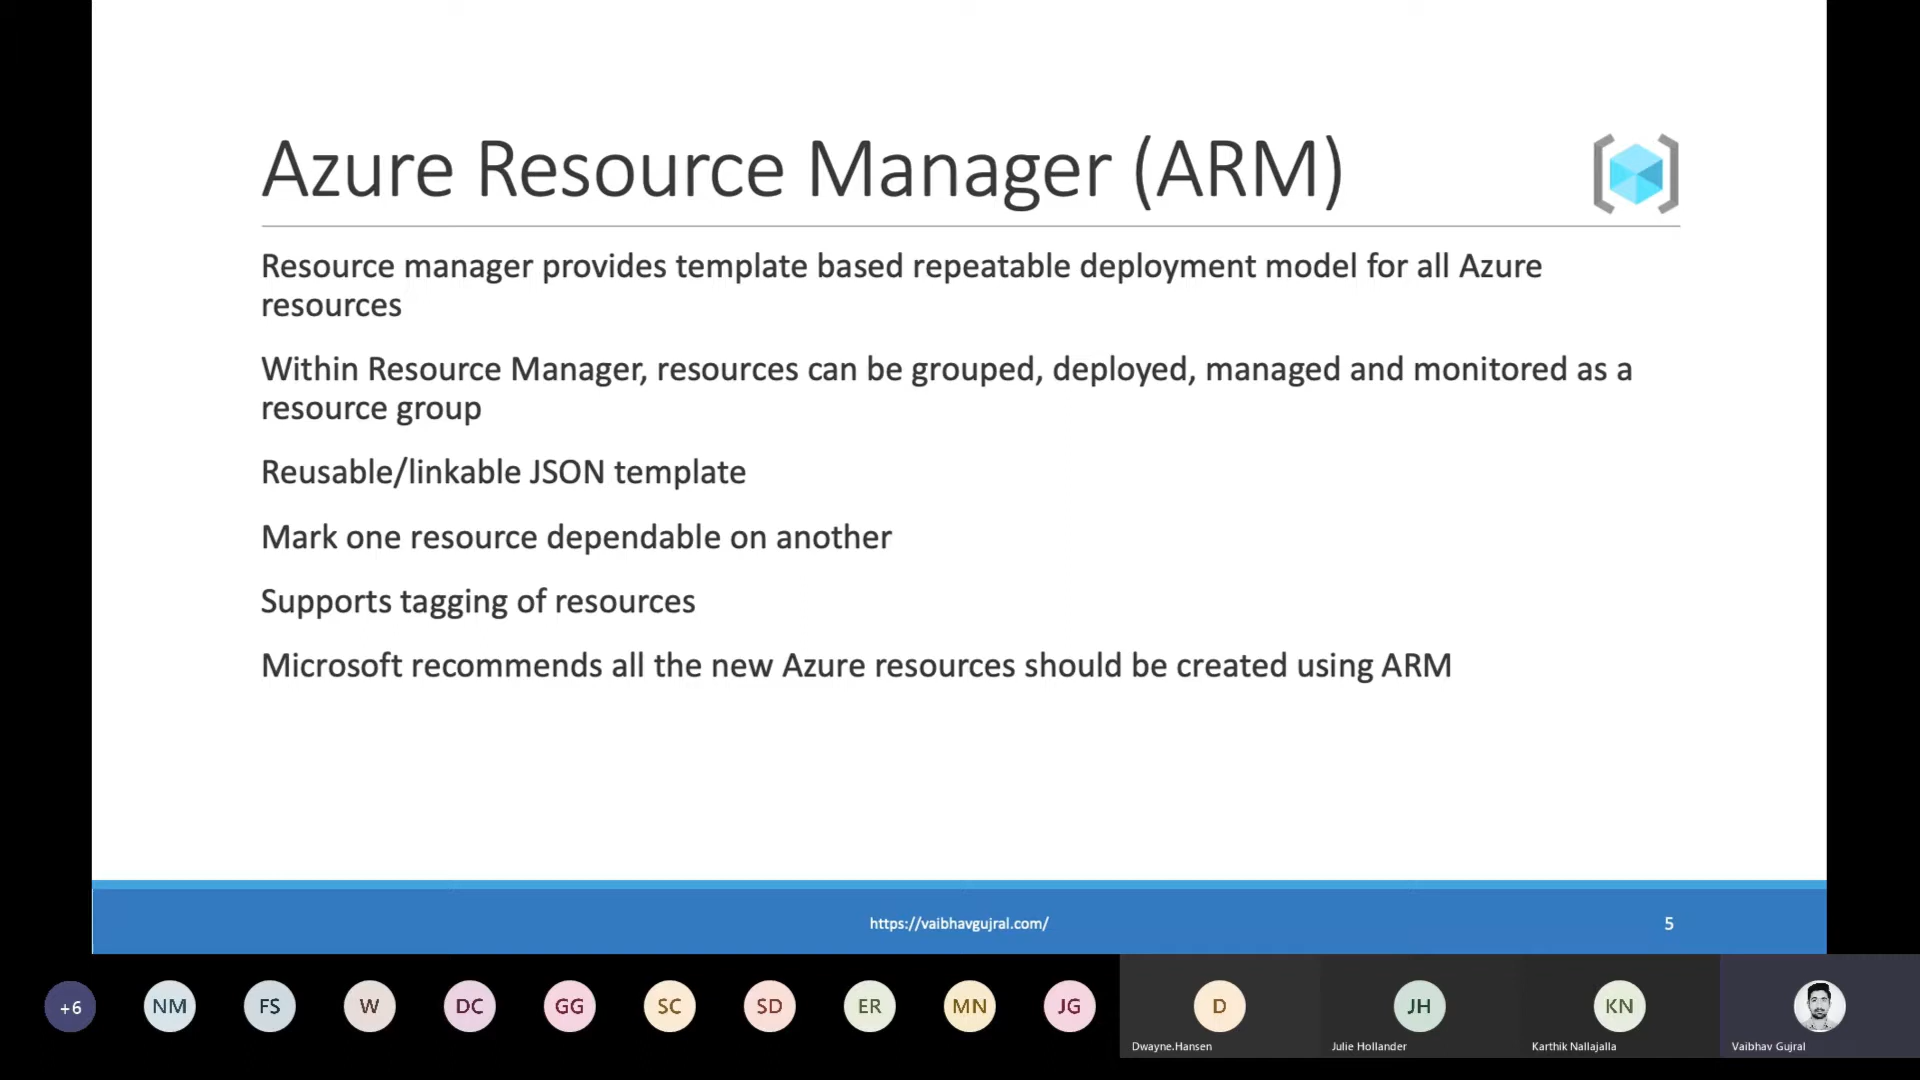 Azure Resource Manager (ARM)
Resource manager provides template based repeatable deployment model for all Azure
resources
Within Resource Manager, resources can be grouped, deployed, managed and monitored as a
resource group
Reusable/linkable JSON template
Mark one resource dependable on another
Supports tagging of resources
Microsoft recommends all the new Azure resources should be created using ARM
https://vaibhavgujral.com/
5
+6
NM
FS
W
DC
GG
SC
SD
ER
MN
JG
D
JH
KN
Dwayne.Hansen
Julie Hollander
Karthik Nallajalla
Vaibhav Gujral